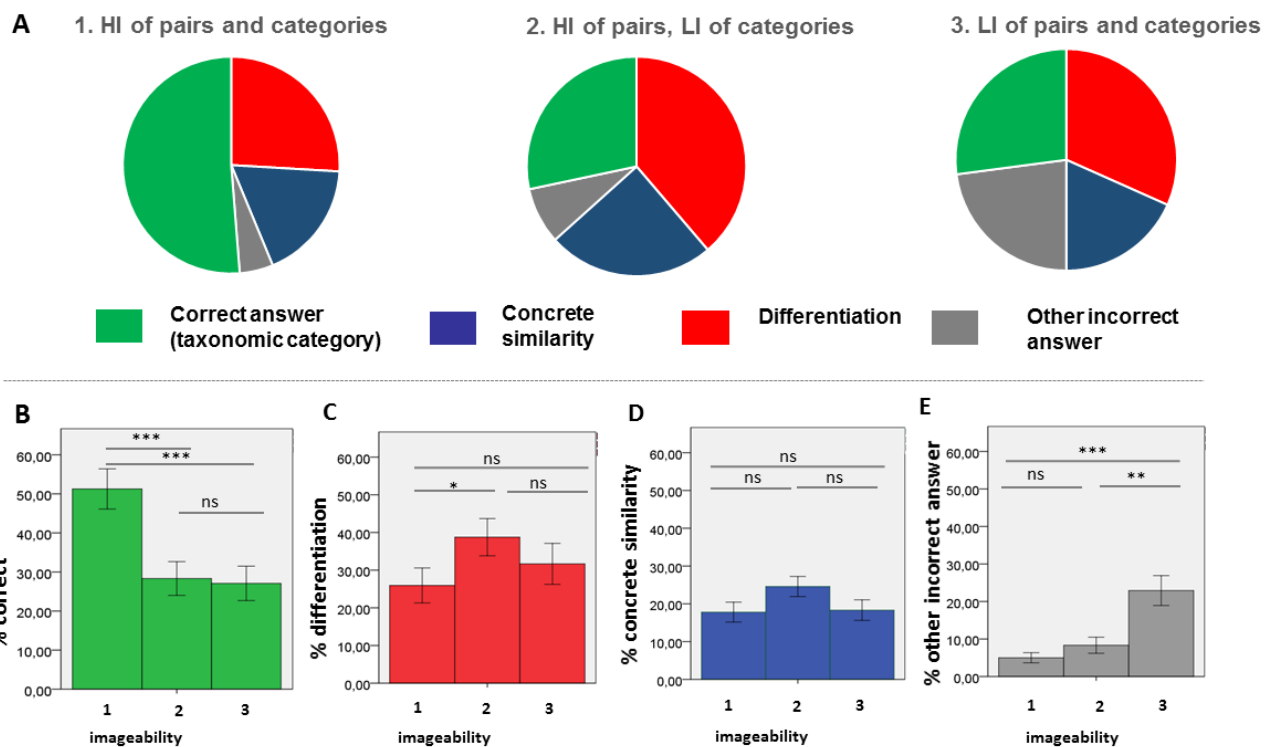 A
1. HI of pairs and categories
2. HI of pairs, LI of categories
3. LI of pairs and categories
Correct answer
(taxonomic category)
Concrete
similarity
Differentiation
Other incorrect
answer
B
% correct
60,00
50,00
40,00
30,00
20,00
10,00
0,00
***
***
ns
1
2
3
imageability
C
% differentiation
60,00
50,00
40,00
30,00
20,00
10,00
0,00
ns
*
ns
1
2
3
imageability
D
% concrete similarity
60,00
50,00
40,00
30,00
20,00
10,00
0,00
ns
ns
ns
1
2
3
imageability
E
% other incorrect answer
60,00
50,00
40,00
30,00
20,00
10,00
0,00
***
ns
**
1
2
3
imageability